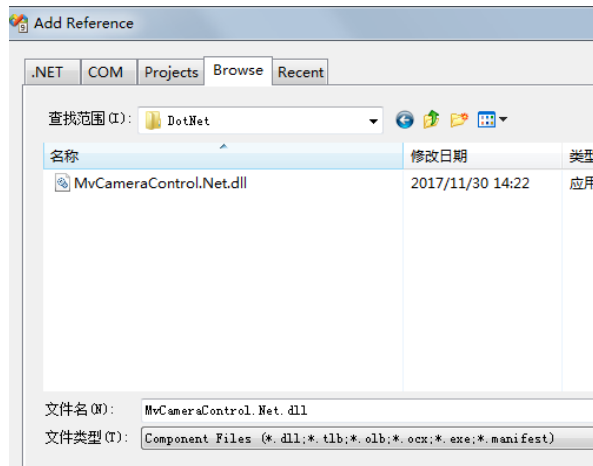 Add Reference
.NET COM Projects Browse Recent
查找范围(I): DotNet
名称 修改日期 类型
MvCameraControl.Net.dll 2017/11/30 14:22 应用
文件名(N): MvCameraControl.Net.dll
文件类型(T): Component Files (*.dll;*.tlb;*.olb;*.ocx;*.exe;*.manifest)